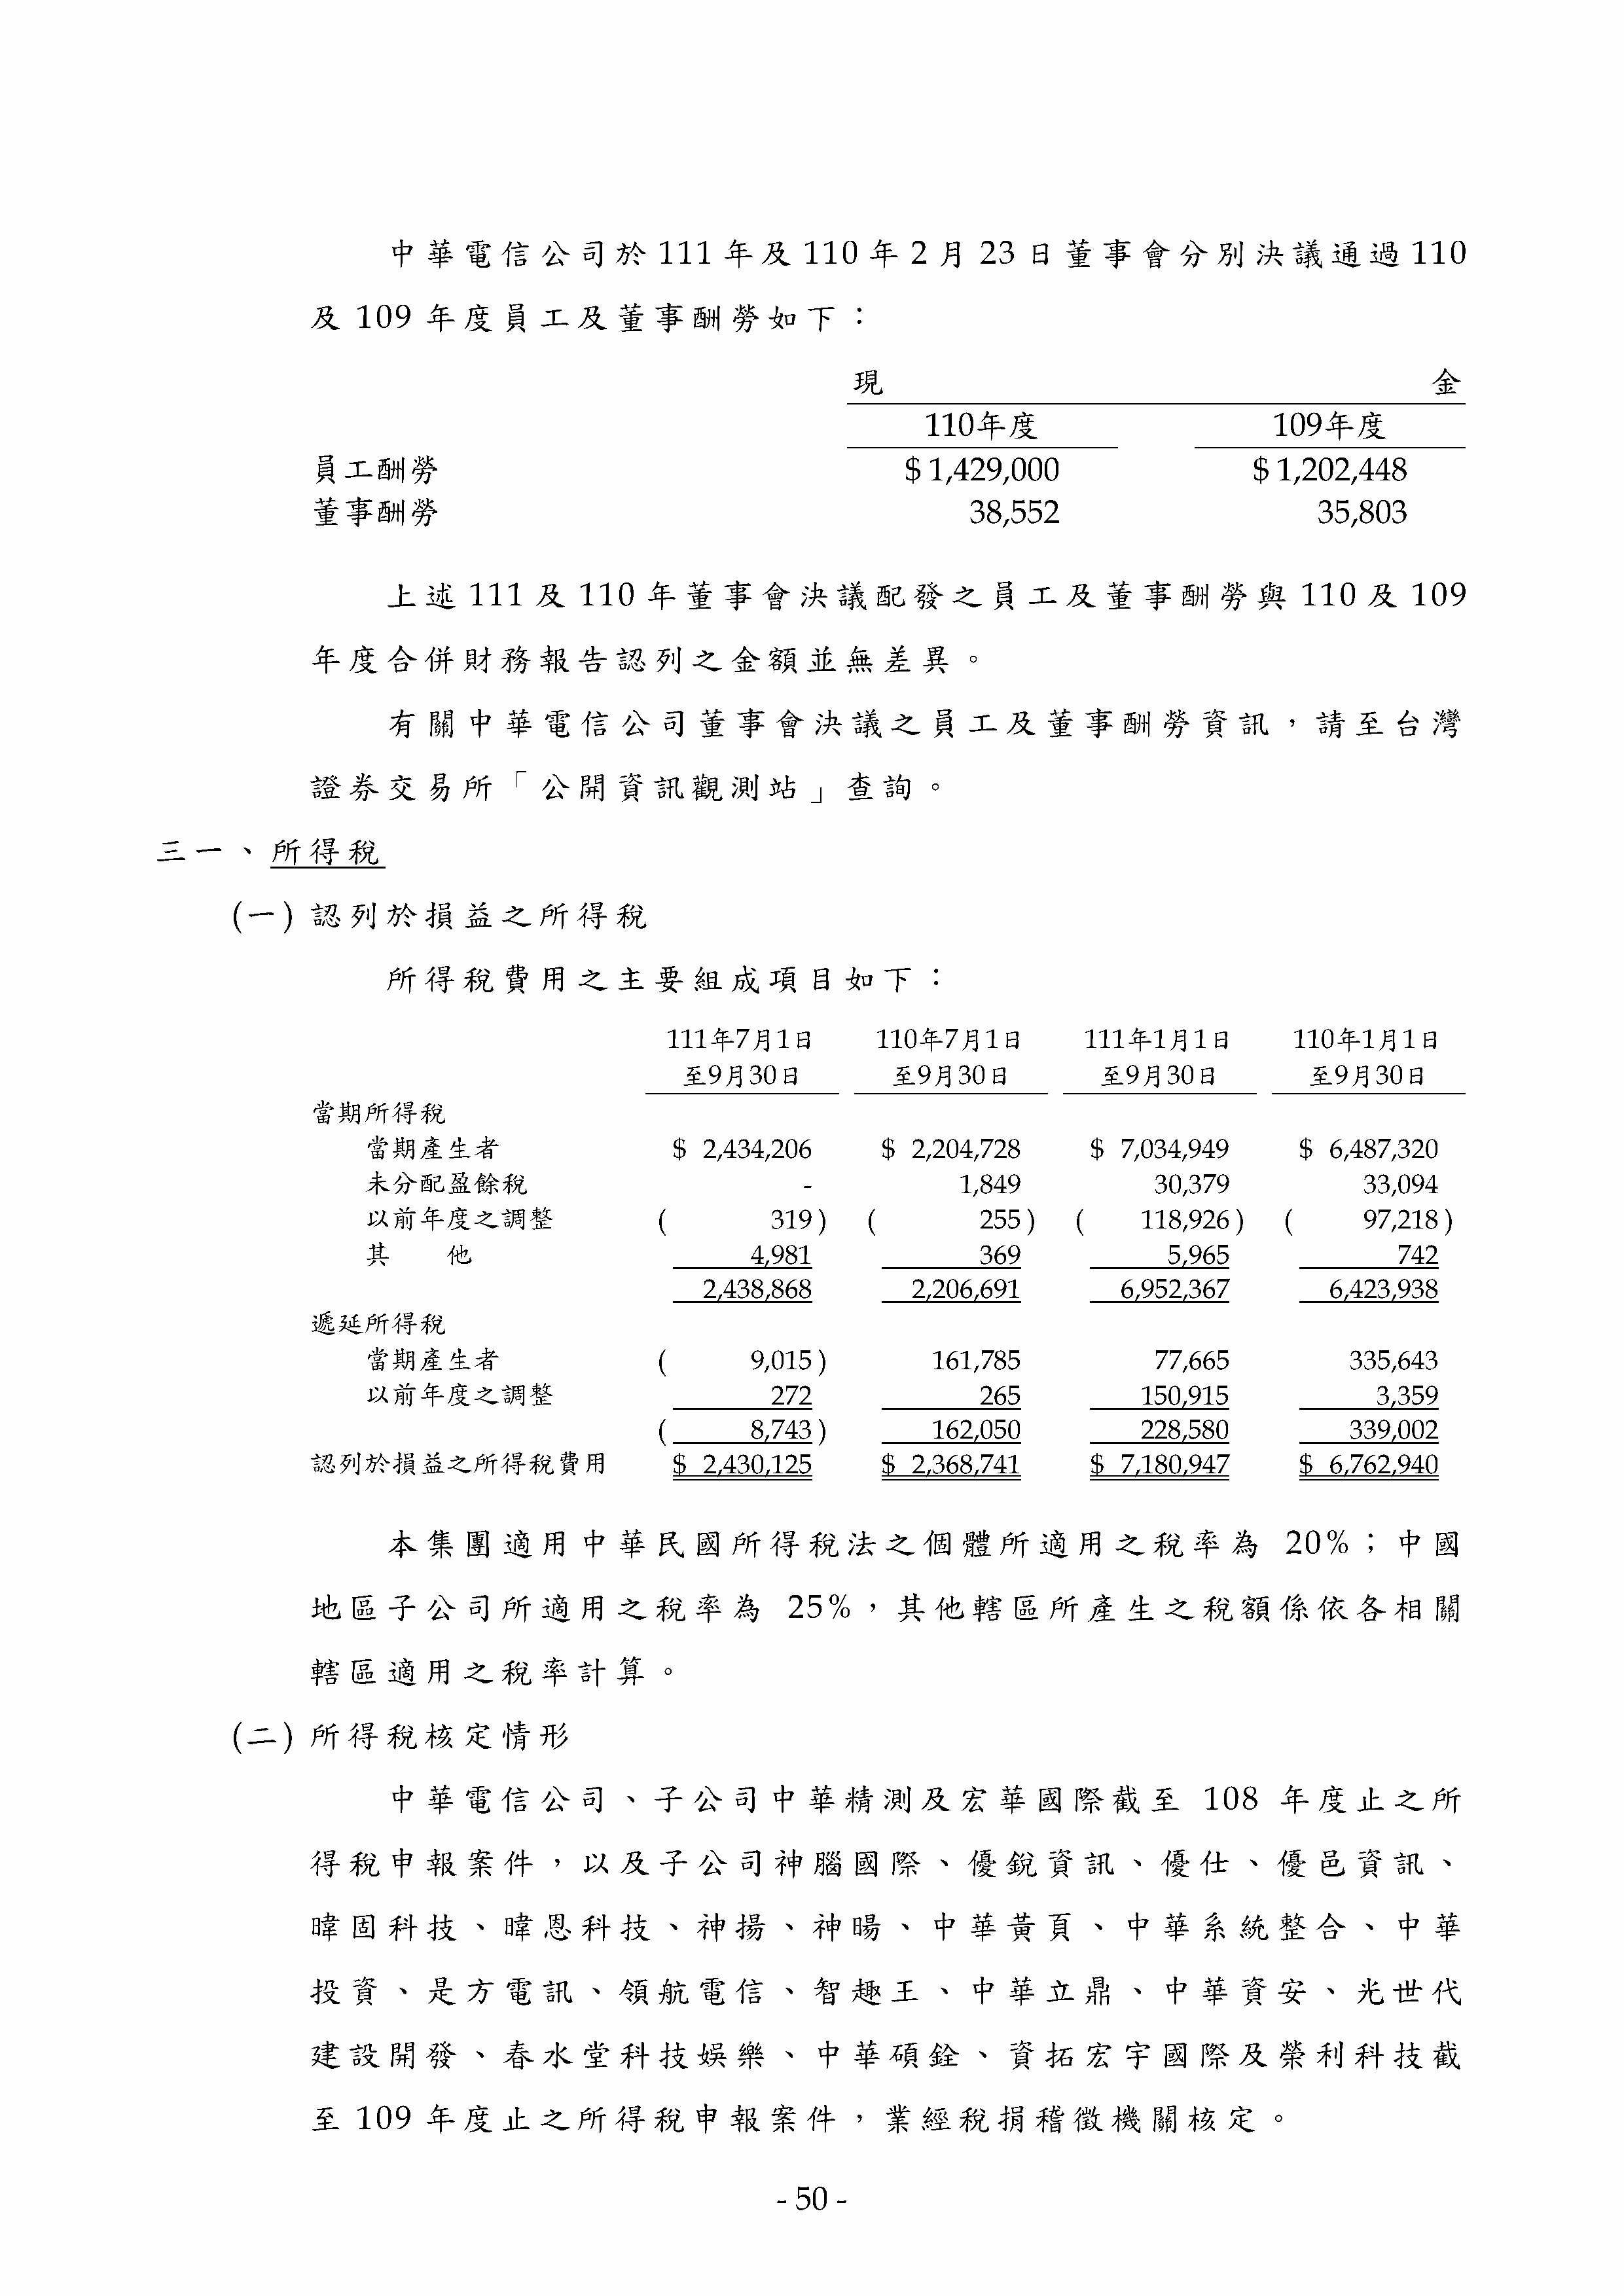 中華電信公司於 111 年及 110 年 2 月 23 日董事會分別決議通過 110
及 109 年度員工及董事酬勞如下：
現 金
110年度 109年度
員工酬勞 $ 1,429,000 $ 1,202,448
董事酬勞 38,552 35,803
上述 111 及 110 年董事會決議配發之員工及董事酬勞與 110 及 109
年度合併財務報告認列之金額並無差異。
有關中華電信公司董事會決議之員工及董事酬勞資訊，請至台灣
證券交易所「公開資訊觀測站」查詢。
三一、所得稅
(一) 認列於損益之所得稅
所得稅費用之主要組成項目如下：
111年7月1日 110年7月1日 111年1月1日 110年1月1日
至9月30日 至9月30日 至9月30日 至9月30日
當期所得稅
當期產生者 $ 2,434,206 $ 2,204,728 $ 7,034,949 $ 6,487,320
未分配盈餘稅 - 1,849 30,379 33,094
以前年度之調整 ( 319 ) ( 255 ) ( 118,926 ) ( 97,218 )
其 他 4,981 369 5,965 742
2,438,868 2,206,691 6,952,367 6,423,938
遞延所得稅
當期產生者 ( 9,015 ) 161,785 77,665 335,643
以前年度之調整 272 265 150,915 3,359
( 8,743 ) 162,050 228,580 339,002
認列於損益之所得稅費用 $ 2,430,125 $ 2,368,741 $ 7,180,947 $ 6,762,940
本集團適用中華民國所得稅法之個體所適用之稅率為 20%；中國
地區子公司所適用之稅率為 25%，其他轄區所產生之稅額係依各相關
轄區適用之稅率計算。
(二) 所得稅核定情形
中華電信公司、子公司中華精測及宏華國際截至 108 年度止之所
得稅申報案件，以及子公司神腦國際、優銳資訊、優仕、優邑資訊、
暐固科技、暐恩科技、神揚、神暘、中華黃頁、中華系統整合、中華
投資、是方電訊、領航電信、智趣王、中華立鼎、中華資安、光世代
建設開發、春水堂科技娛樂、中華碩銓、資拓宏宇國際及榮利科技截
至 109 年度止之所得稅申報案件，業經稅捐稽徵機關核定。
- 50 -